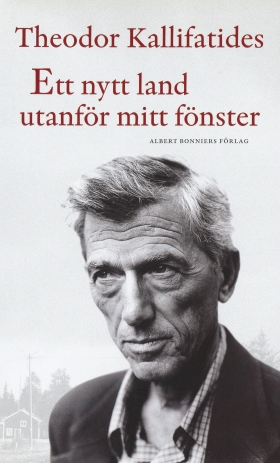 Theodor Kallifatides
Ett nytt land
utanför mitt fönster
ALBERT BONNIERS FÖRLAG